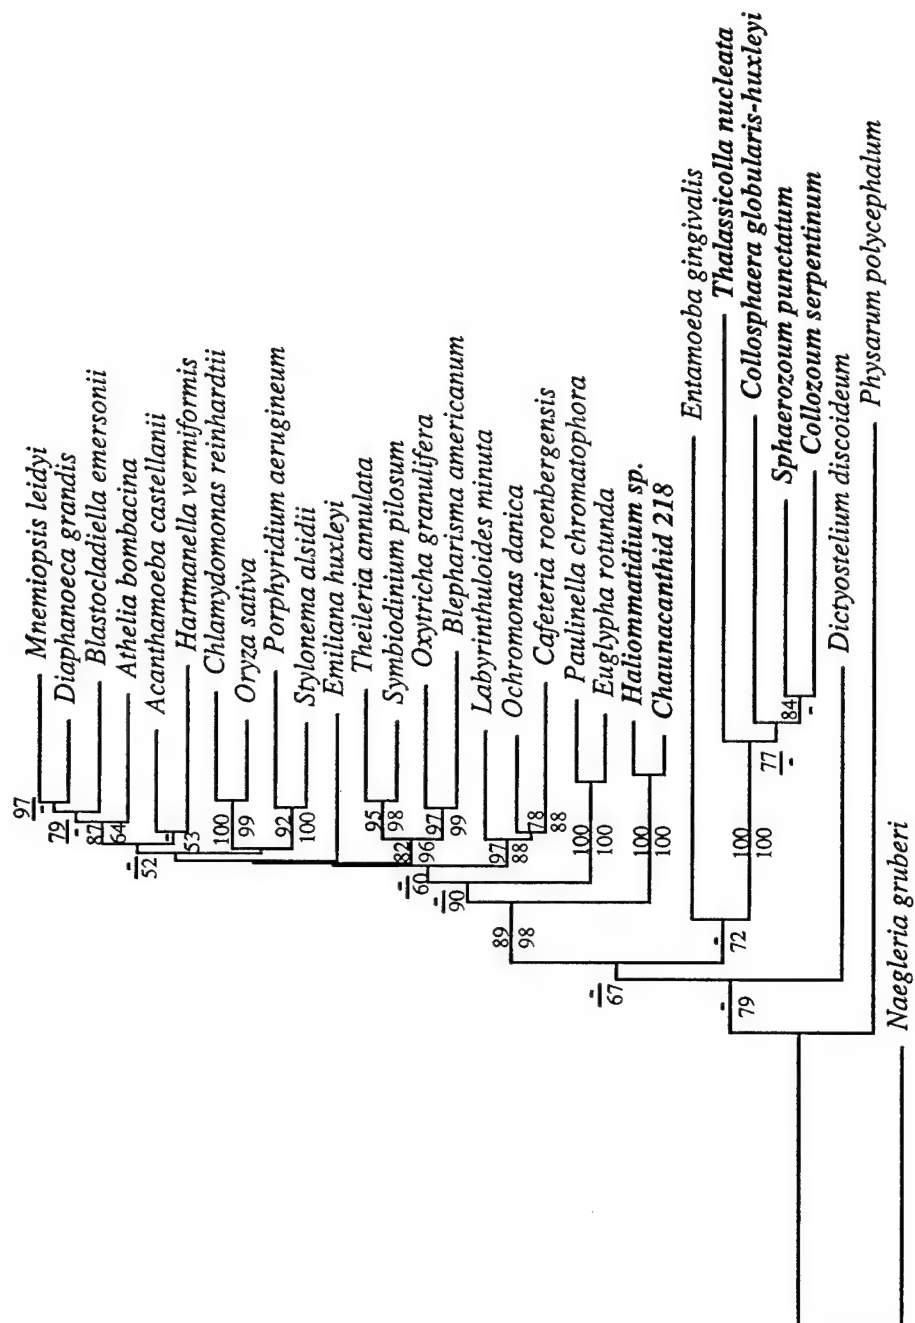 Mnemiopsis leidyi
Diaphanoeca grandis
Blastocladiella emersonii
Athelia bombacina
Acanthamoeba castellanii
Hartmanella vermiformis
Chlamydomonas reinhardtii
Oryza sativa
Porphyridium aerugineum
Stylonema alsidii
Emiliana huxleyi
Theileria annulata
Symbiodinium pilosum
Oxytricha granulifera
Blepharisma americanum
Labyrinthuloides minuta
Ochromonas danica
Cafeteria roenbergensis
Paulinella chromatophora
Euglypha rotunda
Haliommatidium sp.
Chaunacanthid 218
Entamoeba gingivalis
Thalassicolla nucleata
Collosphaera globularis-huxleyi
Sphaerozoum punctatum
Collozoum serpentinum
Dictyostelium discoideum
Physarum polycephalum
Naegleria gruberi
97
-
79
-
87
64
-
53
-
52
100
99
92
100
95
98
82
96
97
99
97
88
78
88
-
60
-
90
100
100
100
100
89
98
-
67
-
72
100
100
77
-
84
-
-
79